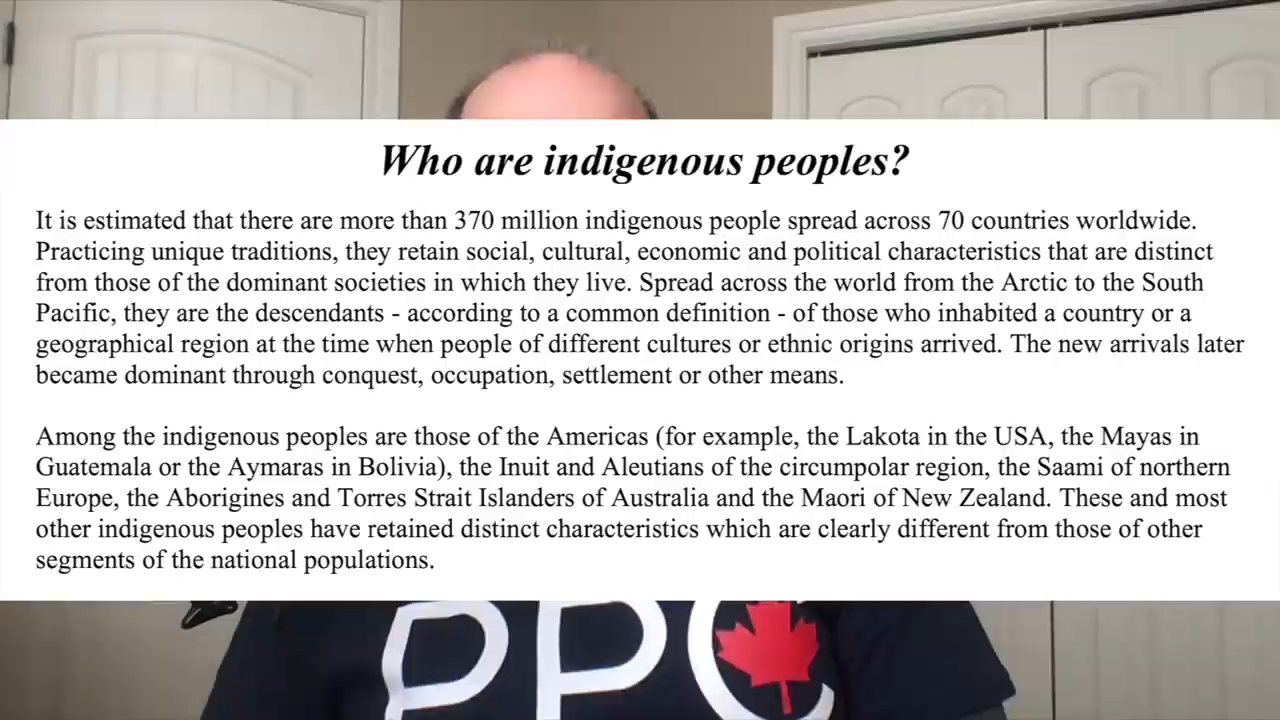 Who are indigenous peoples?
It is estimated that there are more than 370 million indigenous people spread across 70 countries worldwide.
Practicing unique traditions, they retain social, cultural, economic and political characteristics that are distinct
from those of the dominant societies in which they live. Spread across the world from the Arctic to the South
Pacific, they are the descendants - according to a common definition - of those who inhabited a country or a
geographical region at the time when people of different cultures or ethnic origins arrived. The new arrivals later
became dominant through conquest, occupation, settlement or other means.
Among the indigenous peoples are those of the Americas (for example, the Lakota in the USA, the Mayas in
Guatemala or the Aymaras in Bolivia), the Inuit and Aleutians of the circumpolar region, the Saami of northern
Europe, the Aborigines and Torres Strait Islanders of Australia and the Maori of New Zealand. These and most
other indigenous peoples have retained distinct characteristics which are clearly different from those of other
segments of the national populations.
PPC